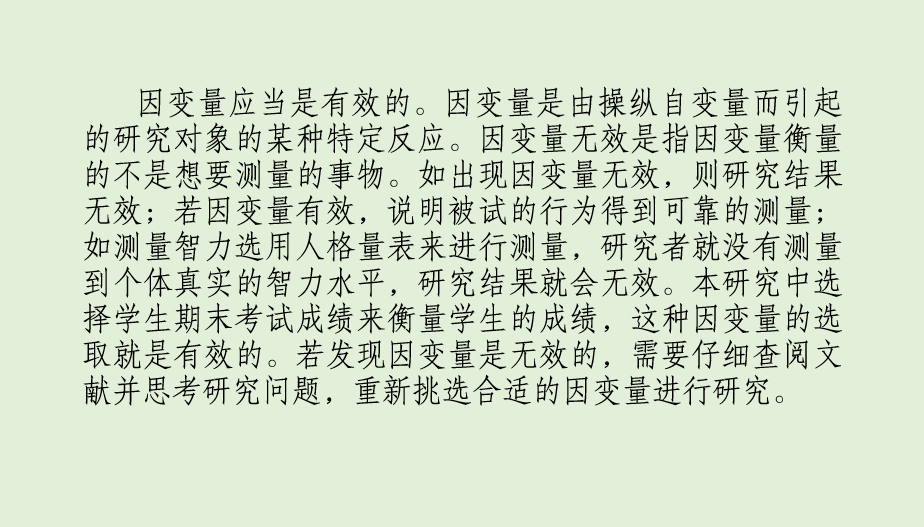 因变量应当是有效的。因变量是由操纵自变量而引起
的研究对象的某种特定反应。因变量无效是指因变量衡量
的不是想要测量的事物。如出现因变量无效，则研究结果
无效；若因变量有效，说明被试的行为得到可靠的测量；
如测量智力选用人格量表来进行测量，研究者就没有测量
到个体真实的智力水平，研究结果就会无效。本研究中选
择学生期末考试成绩来衡量学生的成绩，这种因变量的选
取就是有效的。若发现因变量是无效的，需要仔细查阅文
献并思考研究问题，重新挑选合适的因变量进行研究。